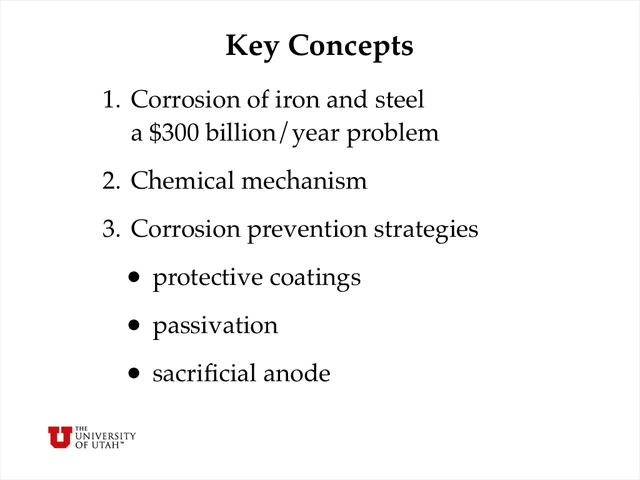 Key Concepts
1. Corrosion of iron and steel
a $300 billion/year problem
2. Chemical mechanism
3. Corrosion prevention strategies
• protective coatings
• passivation
• sacrificial anode
U THE
UNIVERSITY
OF UTAH™